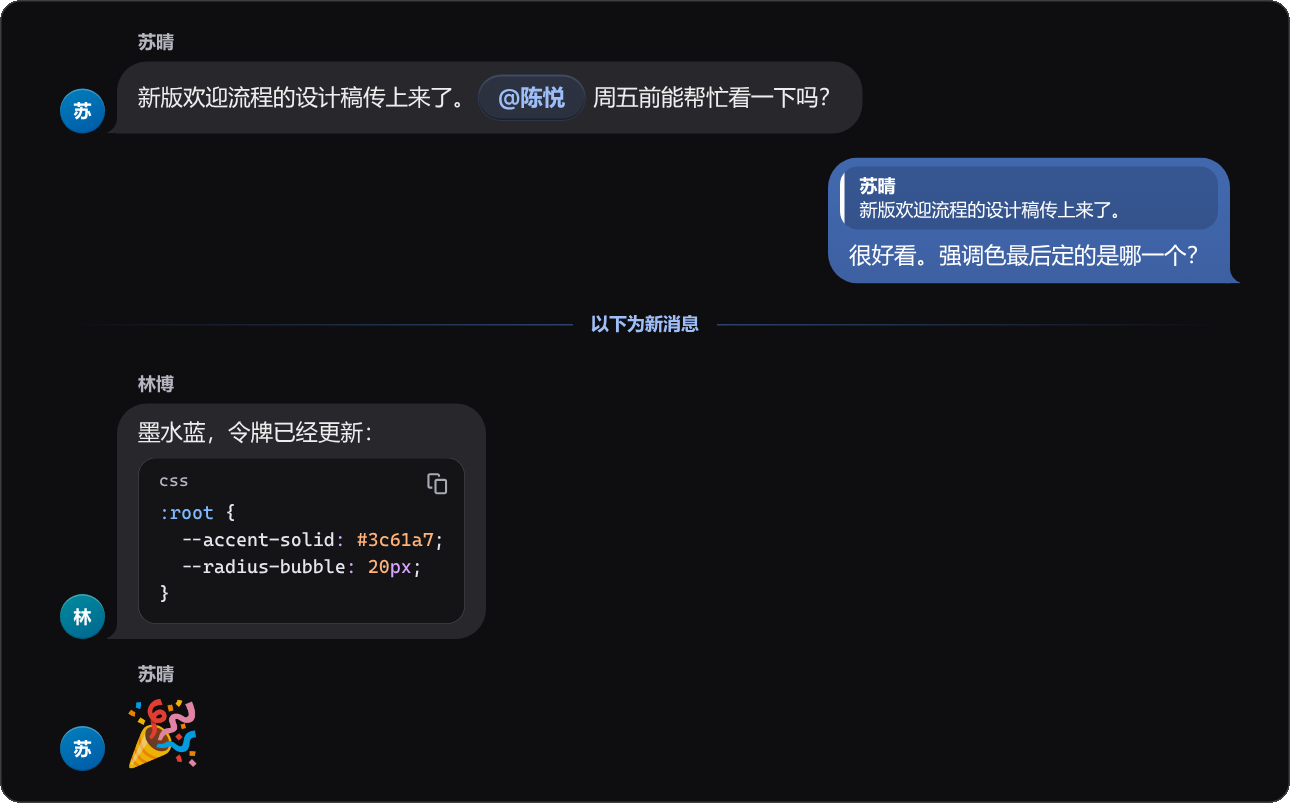 苏晴
苏
新版欢迎流程的设计稿传上来了。 @陈悦 周五前能帮忙看一下吗？
苏晴
新版欢迎流程的设计稿传上来了。
很好看。强调色最后定的是哪一个？
以下为新消息
林博
墨水蓝，令牌已经更新：
css
:root {
  --accent-solid: #3c61a7;
  --radius-bubble: 20px;
}
林
苏晴
苏